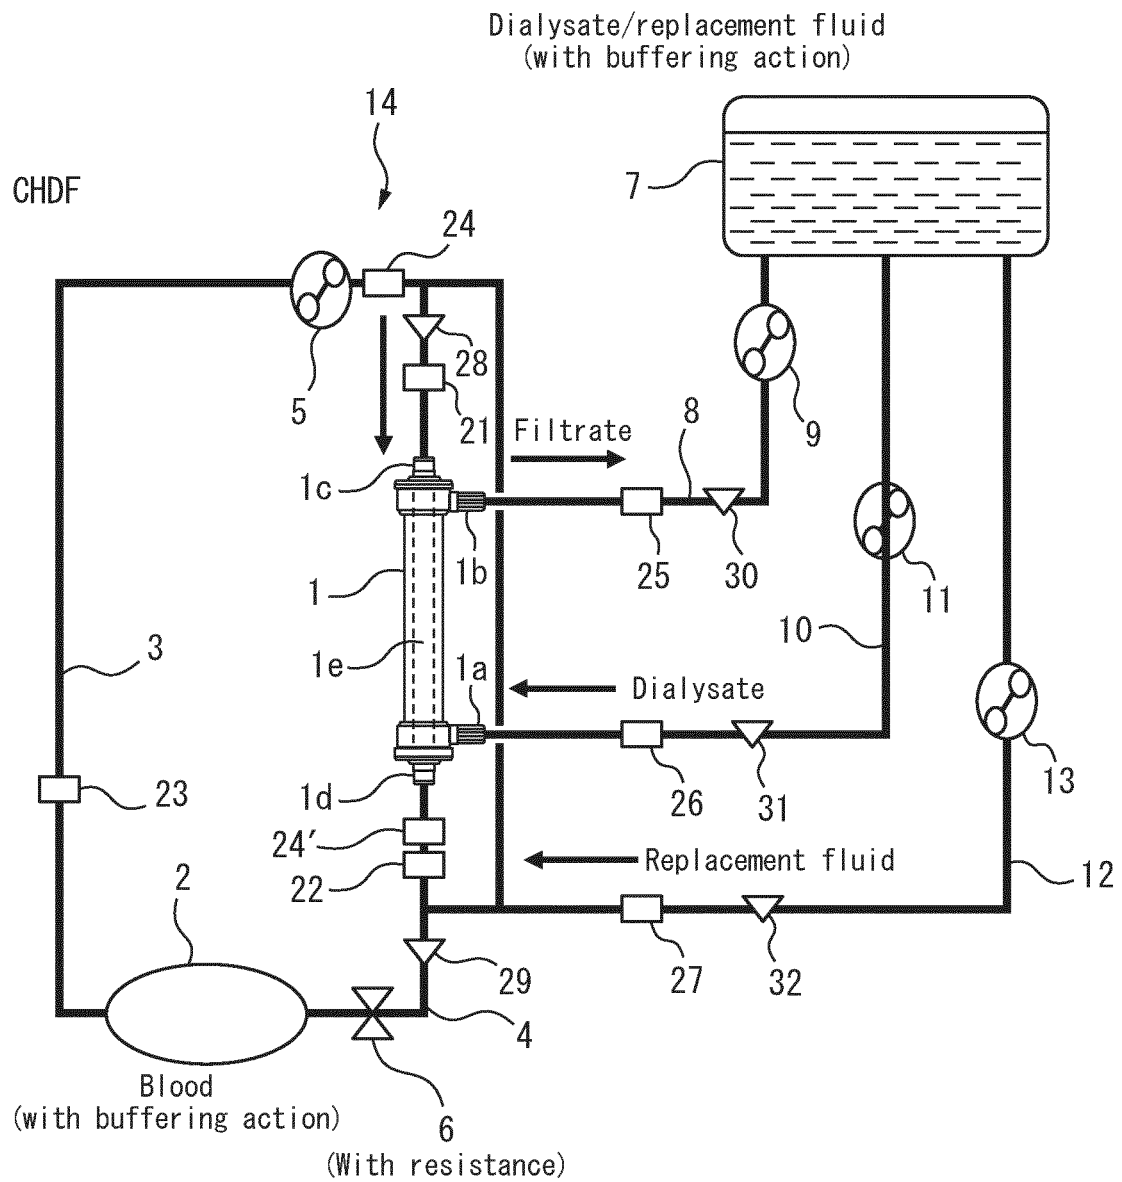 Dialysate/replacement fluid
(with buffering action)
14
CHDF
7
24
5
28
21
9
8
Filtrate
1c
1b
25
30
11
1
10
3
1e
1a
Dialysate
13
1d
23
26
31
24′
22
Replacement fluid
12
2
29
27
32
4
Blood
(with buffering action)
6
(With resistance)